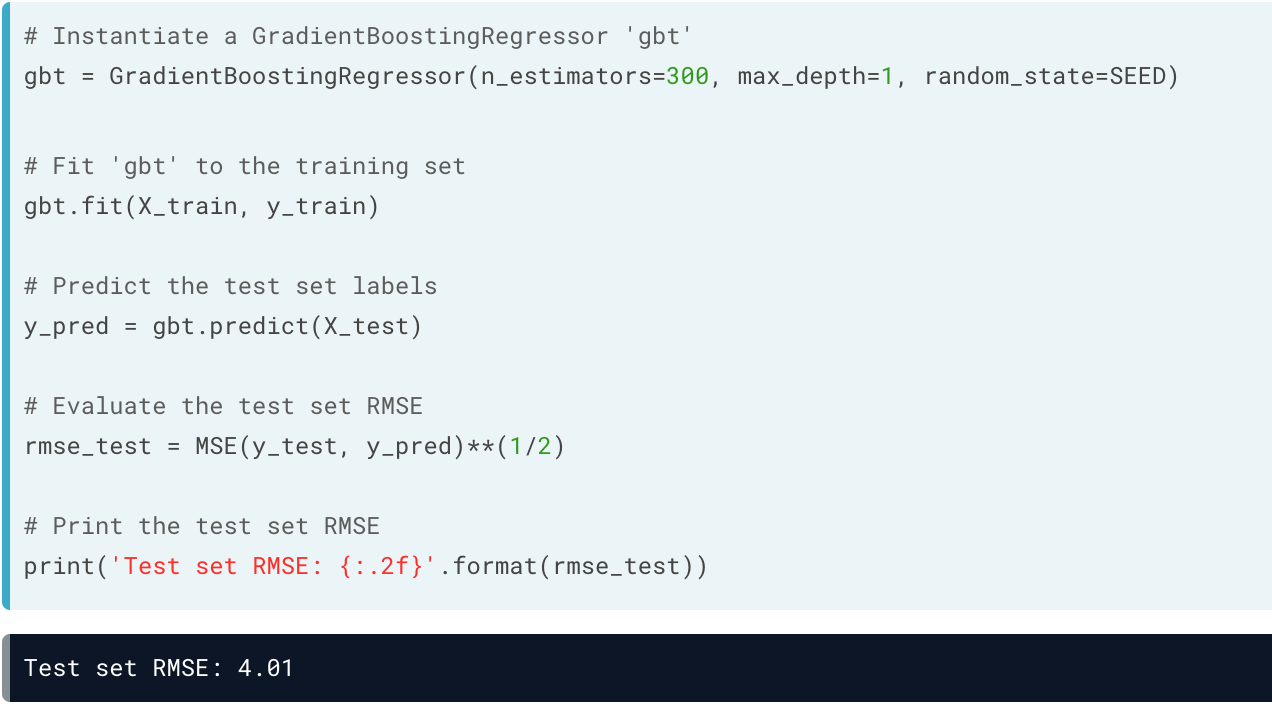 # Instantiate a GradientBoostingRegressor 'gbt'
gbt = GradientBoostingRegressor(n_estimators=300, max_depth=1, random_state=SEED)
# Fit 'gbt' to the training set
gbt.fit(X_train, y_train)
# Predict the test set labels
y_pred = gbt.predict(X_test)
# Evaluate the test set RMSE
rmse_test = MSE(y_test, y_pred)**(1/2)
# Print the test set RMSE
print('Test set RMSE: {:.2f}'.format(rmse_test))
Test set RMSE: 4.01